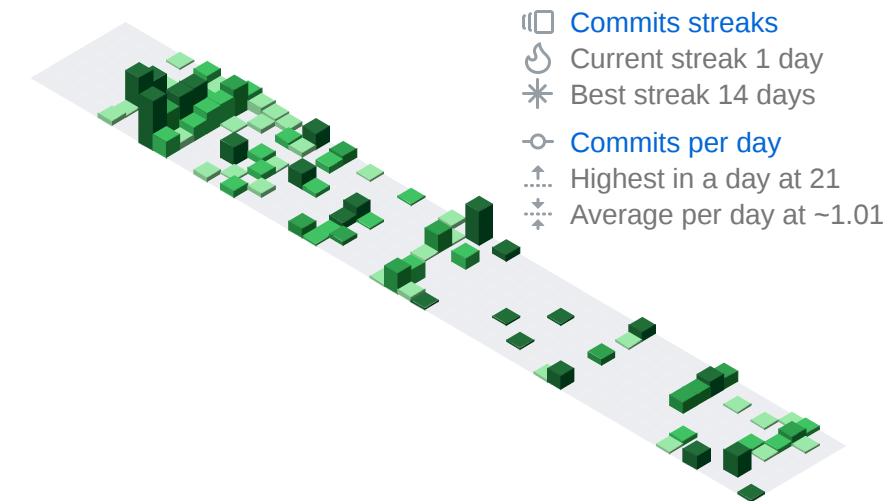 Commits streaks
Current streak 1 day
Best streak 14 days
Commits per day
Highest in a day at 21
Average per day at ~1.01